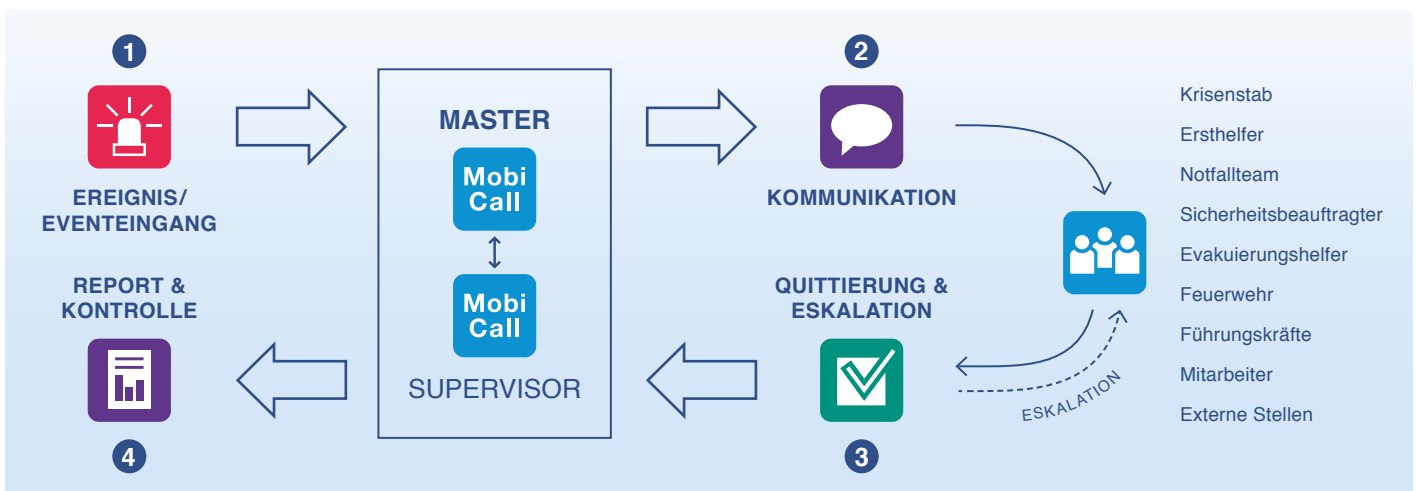 1
EREIGNIS/
EVENTEINGANG
MASTER
Mobi
Call
Mobi
Call
SUPERVISOR
2
KOMMUNIKATION
Krisenstab
Ersthelfer
Notfallteam
Sicherheitsbeauftragter
Evakuierungshelfer
Feuerwehr
Führungskräfte
Mitarbeiter
Externe Stellen
QUITTIERUNG &
ESKALATION
ESKALATION
3
REPORT &
KONTROLLE
4